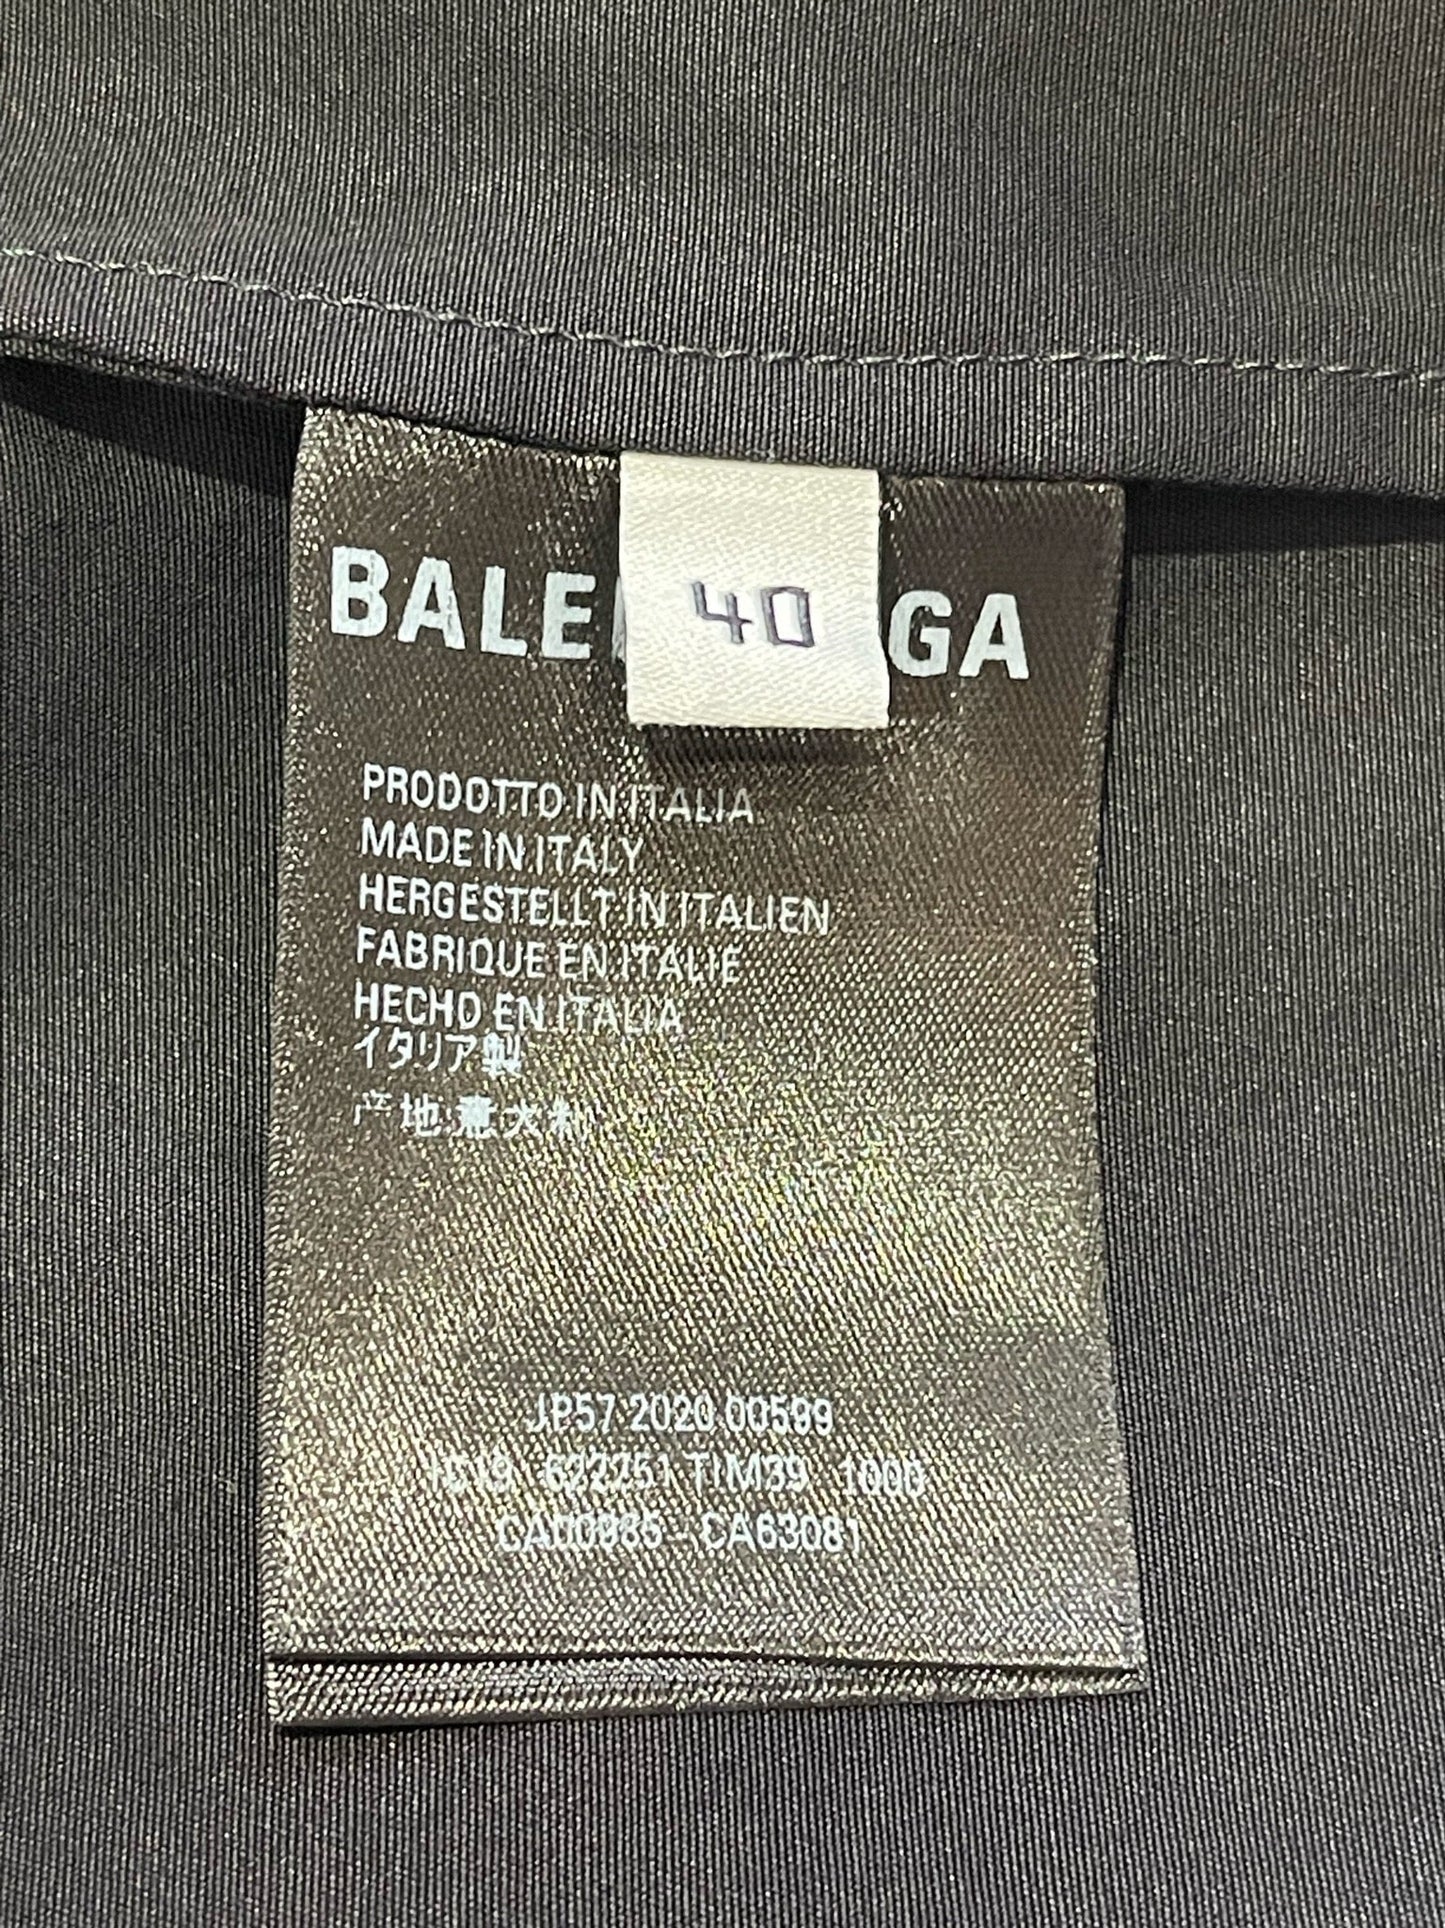 BALE GA
40
PRODOTTO IN ITALIA
MADE IN ITALY
HERGESTELLT IN ITALIEN
FABRIQUE EN ITALIE
HECHO EN ITALIA
イタリア製
产地:意大利
JP57 2020 00599
622251 TIM39 1000
CA00985 - CA63081